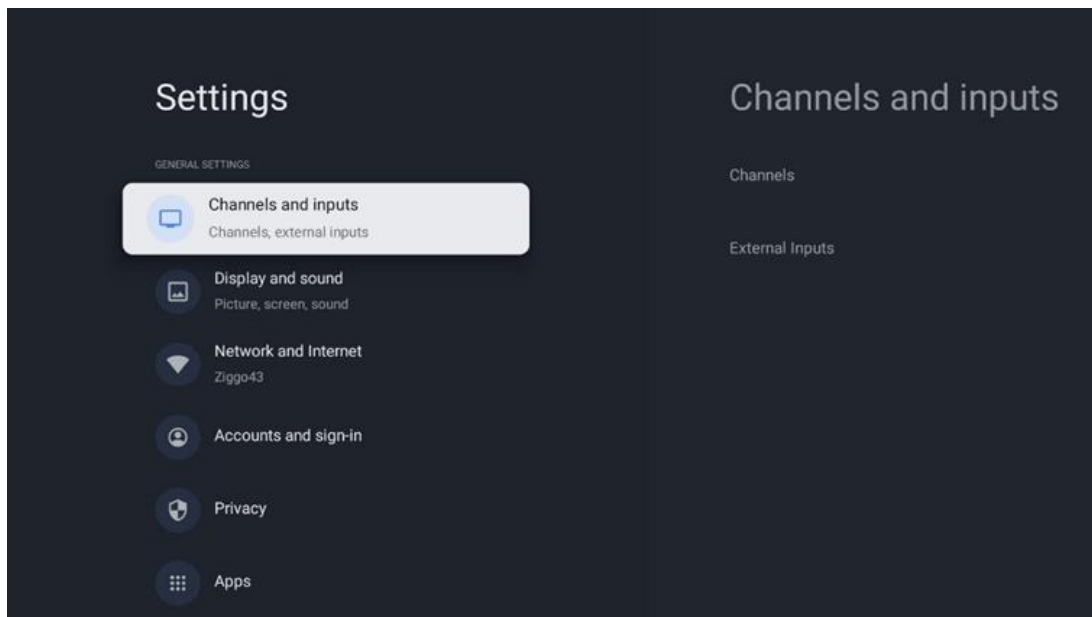 Settings
GENERAL SETTINGS
Channels and inputs
Channels, external inputs
Display and sound
Picture, screen, sound
Network and Internet
Ziggo43
Accounts and sign-in
Privacy
Apps
Channels and inputs
Channels
External Inputs